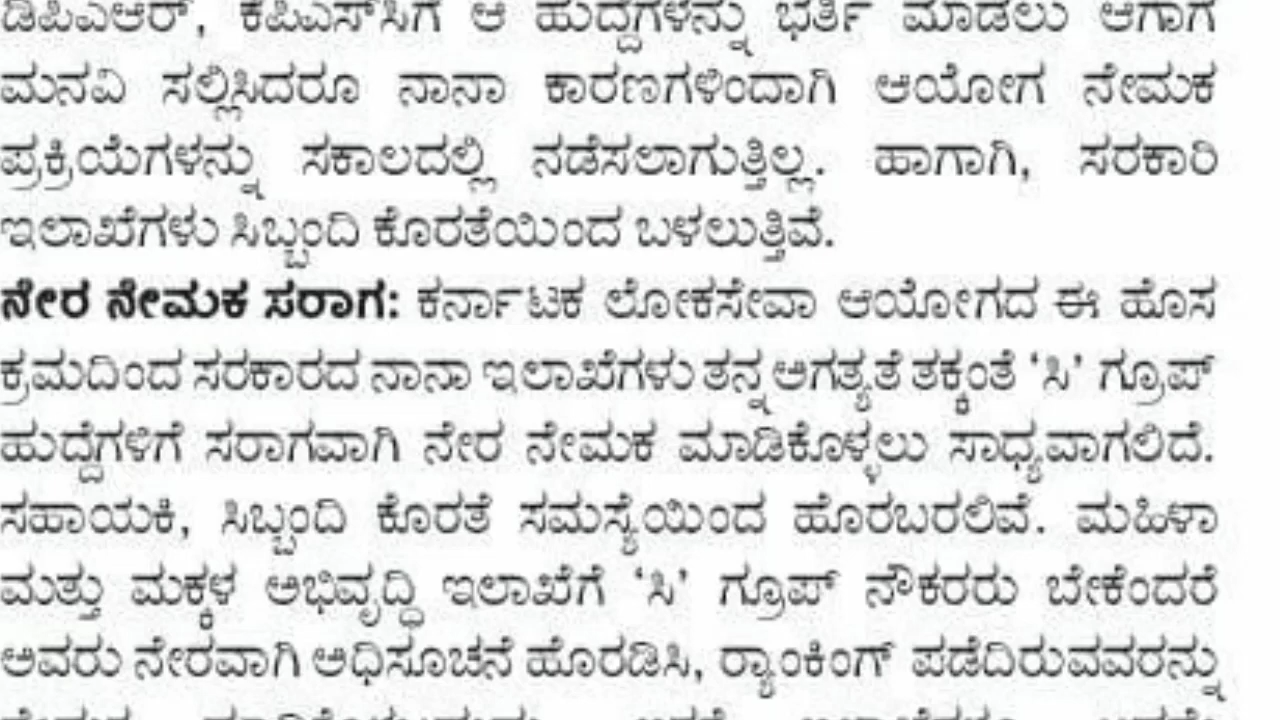 ಡಿಪಿಎಆರ್, ಕೆಪಿಎಸ್‌ಸಿಗೆ ಆ ಹುದ್ದೆಗಳನ್ನು ಭರ್ತಿ ಮಾಡಲು ಆಗಾಗ
ಮನವಿ ಸಲ್ಲಿಸಿದರೂ ನಾನಾ ಕಾರಣಗಳಿಂದಾಗಿ ಆಯೋಗ ನೇಮಕ
ಪ್ರಕ್ರಿಯೆಗಳನ್ನು ಸಕಾಲದಲ್ಲಿ ನಡೆಸಲಾಗುತ್ತಿಲ್ಲ. ಹಾಗಾಗಿ, ಸರಕಾರಿ
ಇಲಾಖೆಗಳು ಸಿಬ್ಬಂದಿ ಕೊರತೆಯಿಂದ ಬಳಲುತ್ತಿವೆ.
ನೇರ ನೇಮಕ ಸರಾಗ: ಕರ್ನಾಟಕ ಲೋಕಸೇವಾ ಆಯೋಗದ ಈ ಹೊಸ
ಕ್ರಮದಿಂದ ಸರಕಾರದ ನಾನಾ ಇಲಾಖೆಗಳು ತನ್ನ ಅಗತ್ಯತೆ ತಕ್ಕಂತೆ ‘ಸಿ’ ಗ್ರೂಪ್
ಹುದ್ದೆಗಳಿಗೆ ಸರಾಗವಾಗಿ ನೇರ ನೇಮಕ ಮಾಡಿಕೊಳ್ಳಲು ಸಾಧ್ಯವಾಗಲಿದೆ.
ಸಹಾಯಕಿ, ಸಿಬ್ಬಂದಿ ಕೊರತೆ ಸಮಸ್ಯೆಯಿಂದ ಹೊರಬರಲಿವೆ. ಮಹಿಳಾ
ಮತ್ತು ಮಕ್ಕಳ ಅಭಿವೃದ್ಧಿ ಇಲಾಖೆಗೆ ‘ಸಿ’ ಗ್ರೂಪ್ ನೌಕರರು ಬೇಕೆಂದರೆ
ಅವರು ನೇರವಾಗಿ ಅಧಿಸೂಚನೆ ಹೊರಡಿಸಿ, ರ‍್ಯಾಂಕಿಂಗ್ ಪಡೆದಿರುವವರನ್ನು